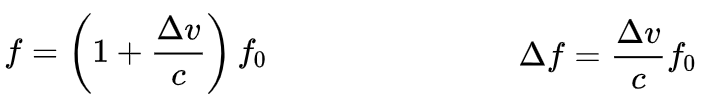 f = (1 + Δv/c) f₀    Δf = Δv/c f₀